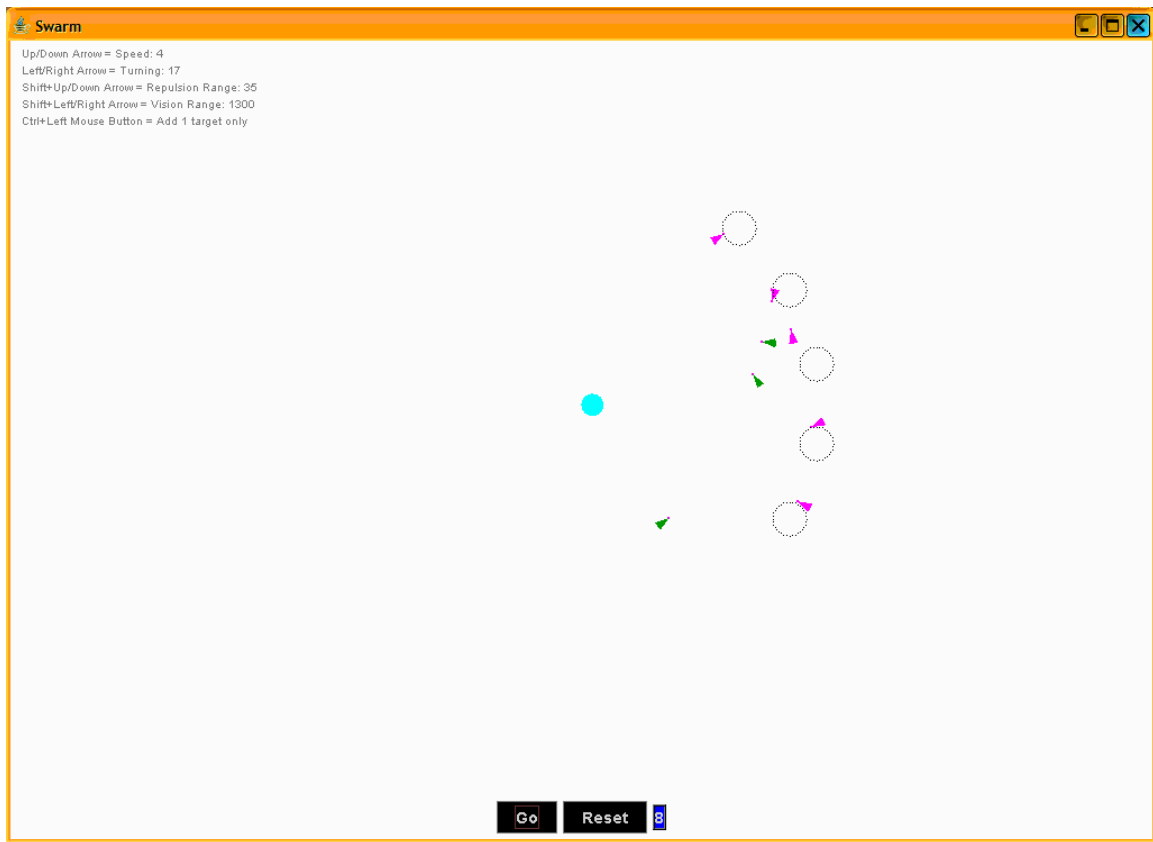 Swarm
Up/Down Arrow = Speed: 4
Left/Right Arrow = Turning: 17
Shift+Up/Down Arrow = Repulsion Range: 35
Shift+Left/Right Arrow = Vision Range: 1300
Ctrl+Left Mouse Button = Add 1 target only
Go Reset 8